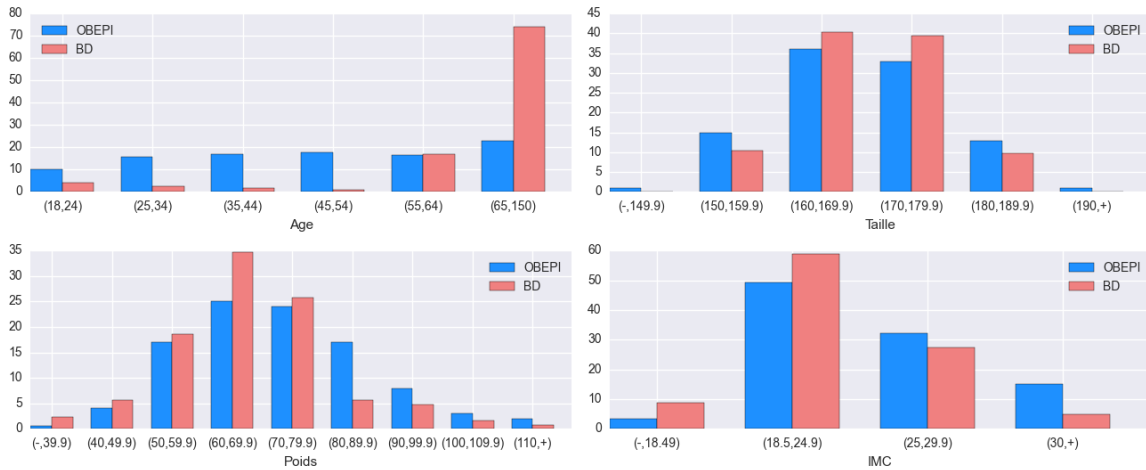 80
70
60
50
40
30
20
10
0
OBEPI
BD
(18,24) (25,34) (35,44) (45,54) (55,64) (65,150)
Age
45
40
35
30
25
20
15
10
5
0
OBEPI
BD
(-,149.9) (150,159.9) (160,169.9) (170,179.9) (180,189.9) (190,+)
Taille
35
30
25
20
15
10
5
0
OBEPI
BD
(-,39.9) (40,49.9) (50,59.9) (60,69.9) (70,79.9) (80,89.9) (90,99.9) (100,109.9) (110,+)
Poids
60
50
40
30
20
10
0
OBEPI
BD
(-,18.49) (18.5,24.9) (25,29.9) (30,+)
IMC